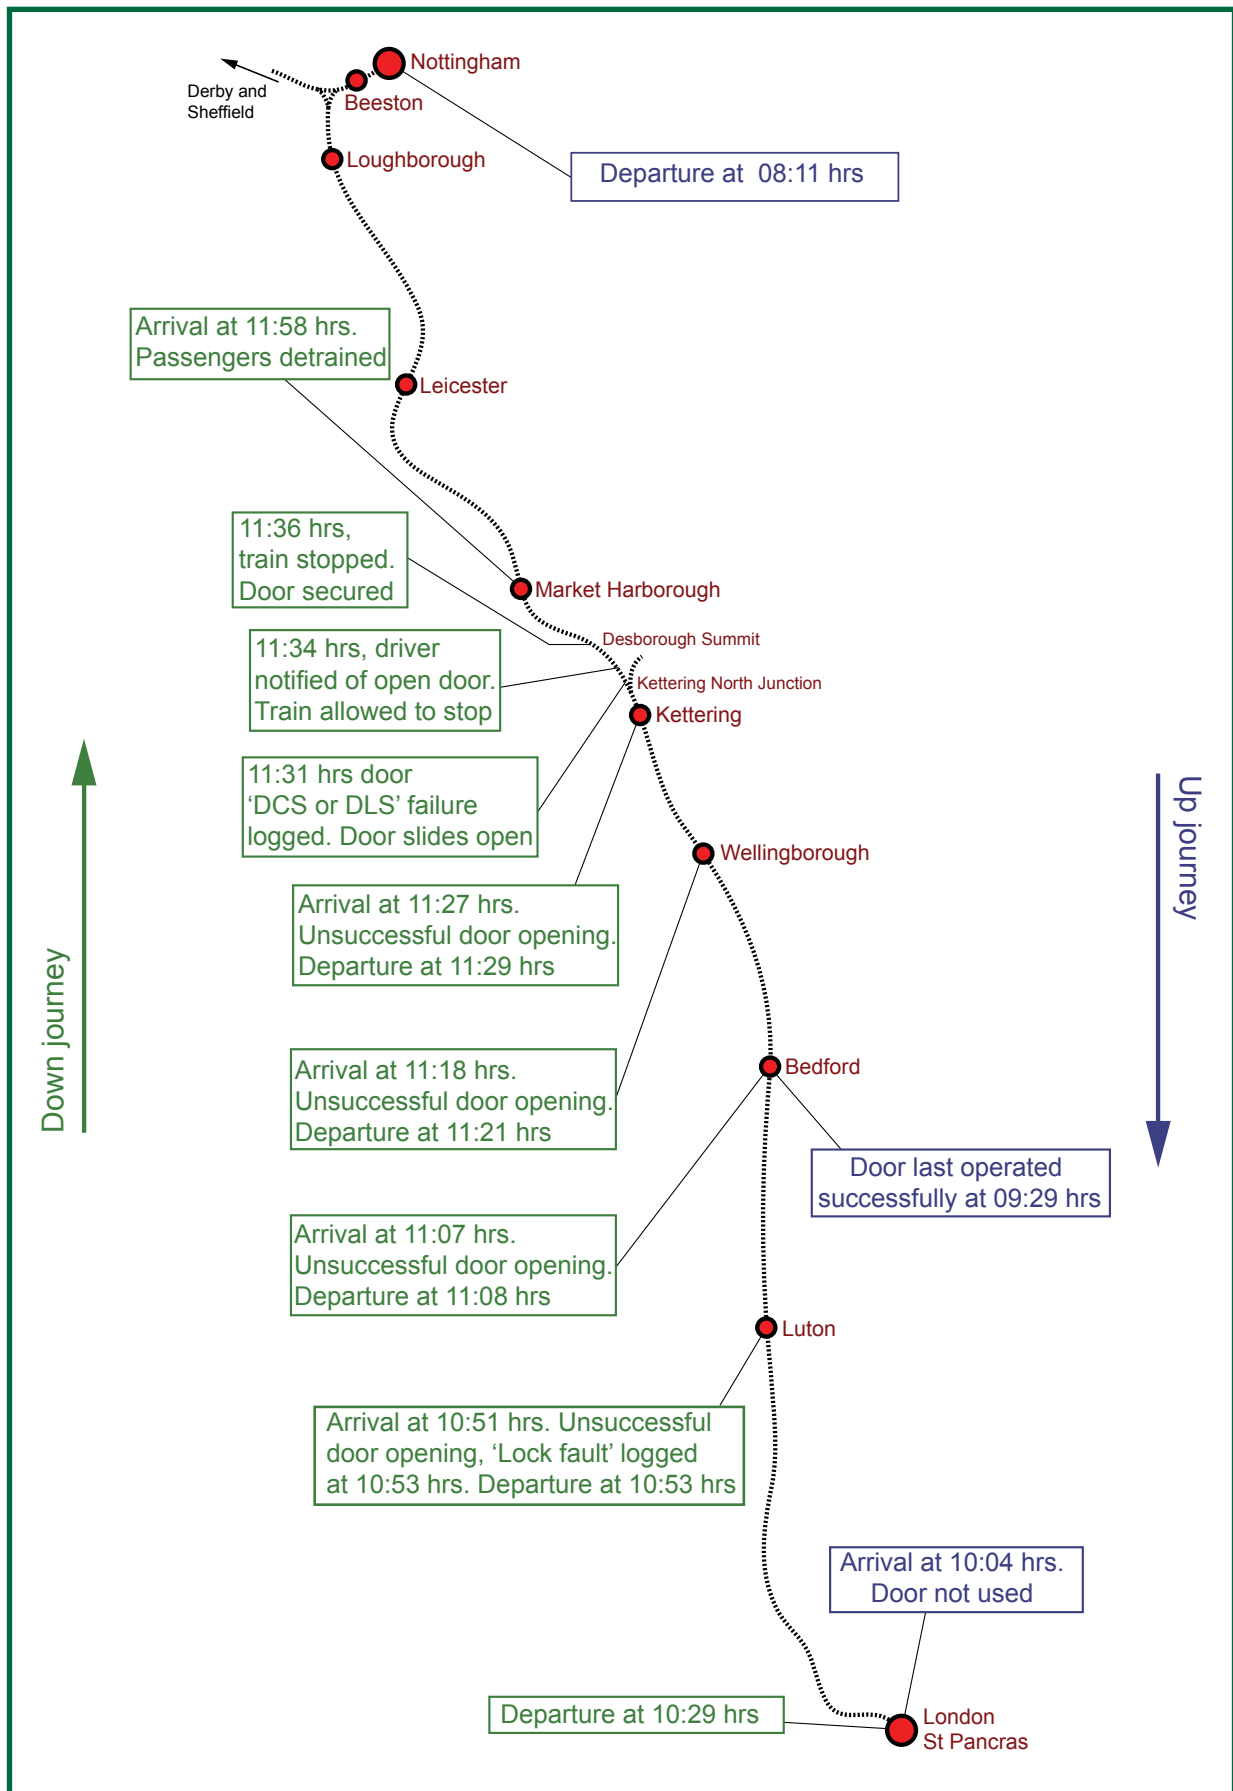 Nottingham
Beeston
Derby and
Sheffield
Loughborough
Departure at  08:11 hrs
Arrival at 11:58 hrs.
Passengers detrained
Leicester
11:36 hrs,
train stopped.
Door secured
Market Harborough
Desborough Summit
11:34 hrs, driver
notified of open door.
Train allowed to stop
Kettering North Junction
Kettering
11:31 hrs door
‘DCS or DLS’ failure
logged. Door slides open
Wellingborough
Arrival at 11:27 hrs.
Unsuccessful door opening.
Departure at 11:29 hrs
Down journey
Up journey
Arrival at 11:18 hrs.
Unsuccessful door opening.
Departure at 11:21 hrs
Bedford
Door last operated
successfully at 09:29 hrs
Arrival at 11:07 hrs.
Unsuccessful door opening.
Departure at 11:08 hrs
Luton
Arrival at 10:51 hrs. Unsuccessful
door opening, ‘Lock fault’ logged
at 10:53 hrs. Departure at 10:53 hrs
Arrival at 10:04 hrs.
Door not used
Departure at 10:29 hrs
London
St Pancras